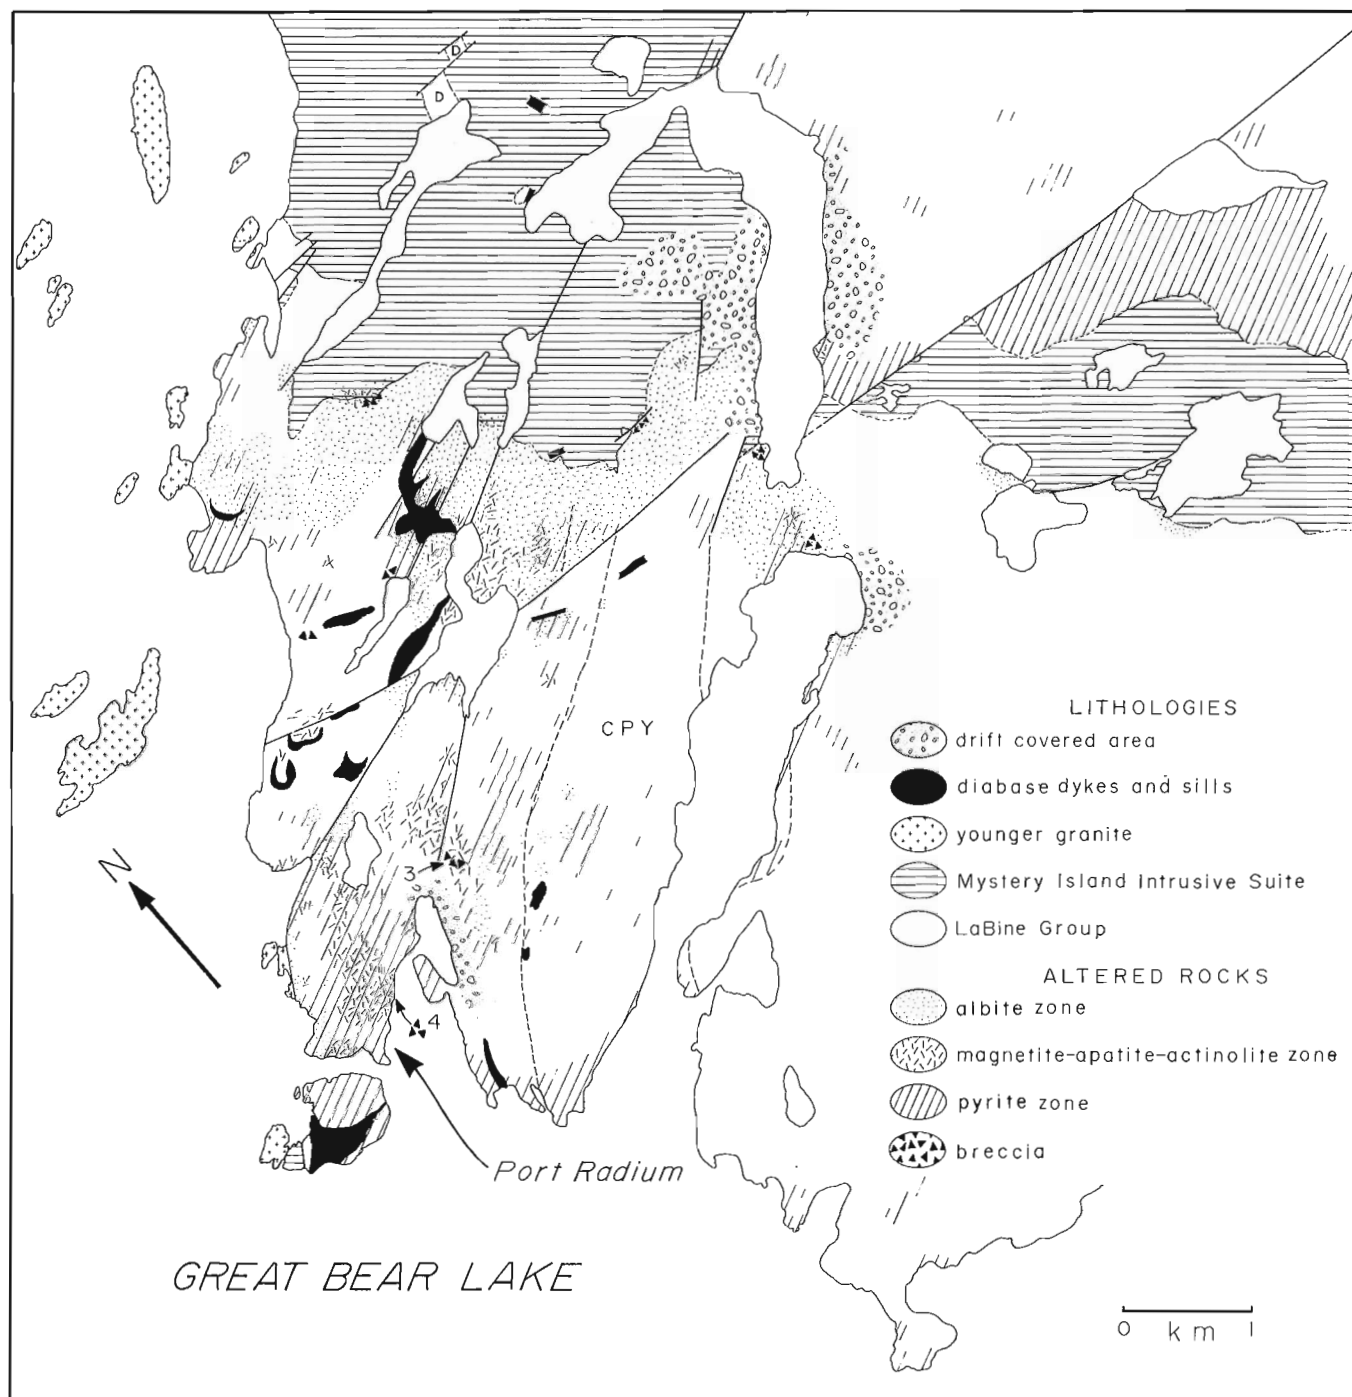 D
D
CPY
LITHOLOGIES
drift covered area
diabase dykes and sills
younger granite
Mystery Island Intrusive Suite
LaBine Group
ALTERED ROCKS
albite zone
magnetite-apatite-actinolite zone
pyrite zone
breccia
N
3
4
Port Radium
GREAT BEAR LAKE
0 km 1